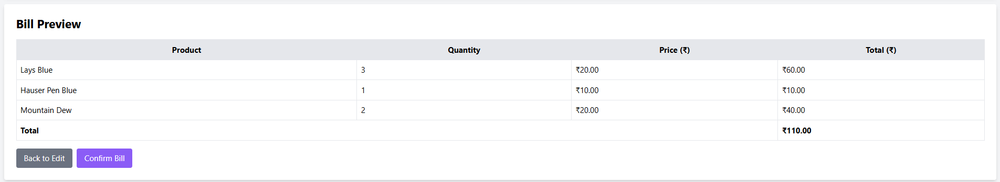 Bill Preview
Product Quantity Price (₹) Total (₹)
Lays Blue 3 ₹20.00 ₹60.00
Hauser Pen Blue 1 ₹10.00 ₹10.00
Mountain Dew 2 ₹20.00 ₹40.00
Total ₹110.00
Back to Edit Confirm Bill